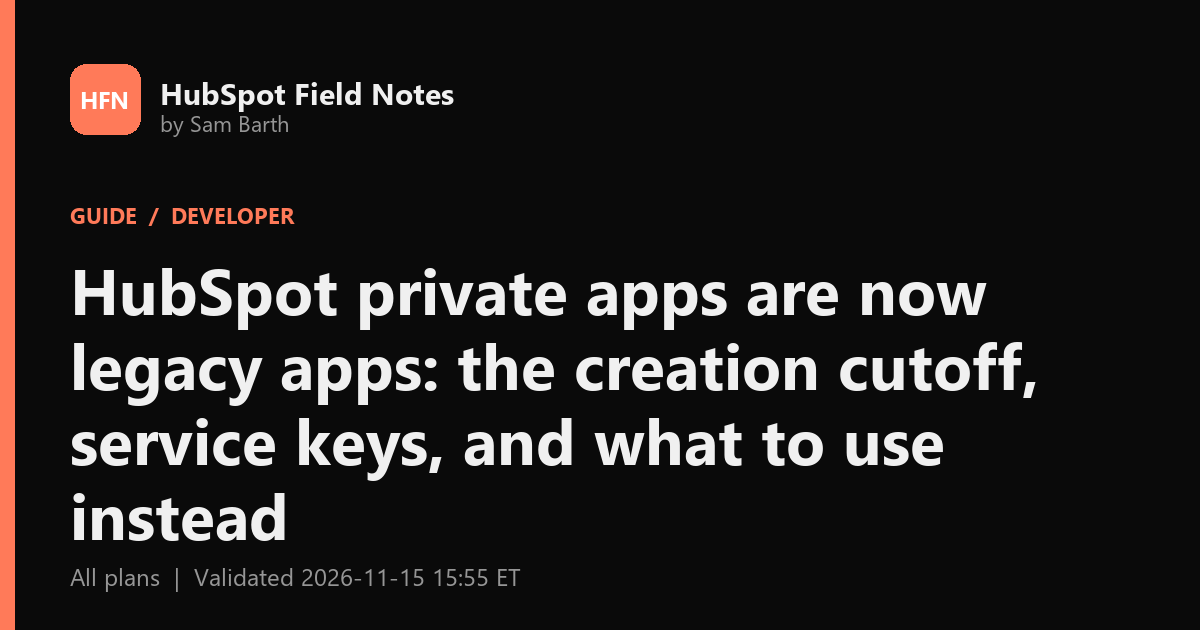 HFN
HubSpot Field Notes
by Sam Barth
GUIDE / DEVELOPER
HubSpot private apps are now
legacy apps: the creation cutoff,
service keys, and what to use
instead
All plans | Validated 2026-11-15 15:55 ET